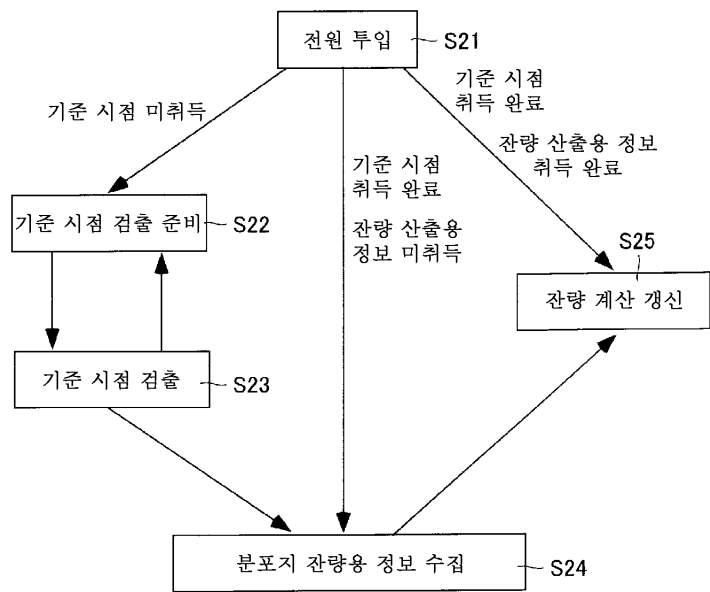 전원 투입
S21
기준 시점 미취득
기준 시점
취득 완료
잔량 산출용 정보
취득 완료
기준 시점
취득 완료
잔량 산출용
정보 미취득
기준 시점 검출 준비
S22
S25
잔량 계산 갱신
기준 시점 검출
S23
분포지 잔량용 정보 수집
S24